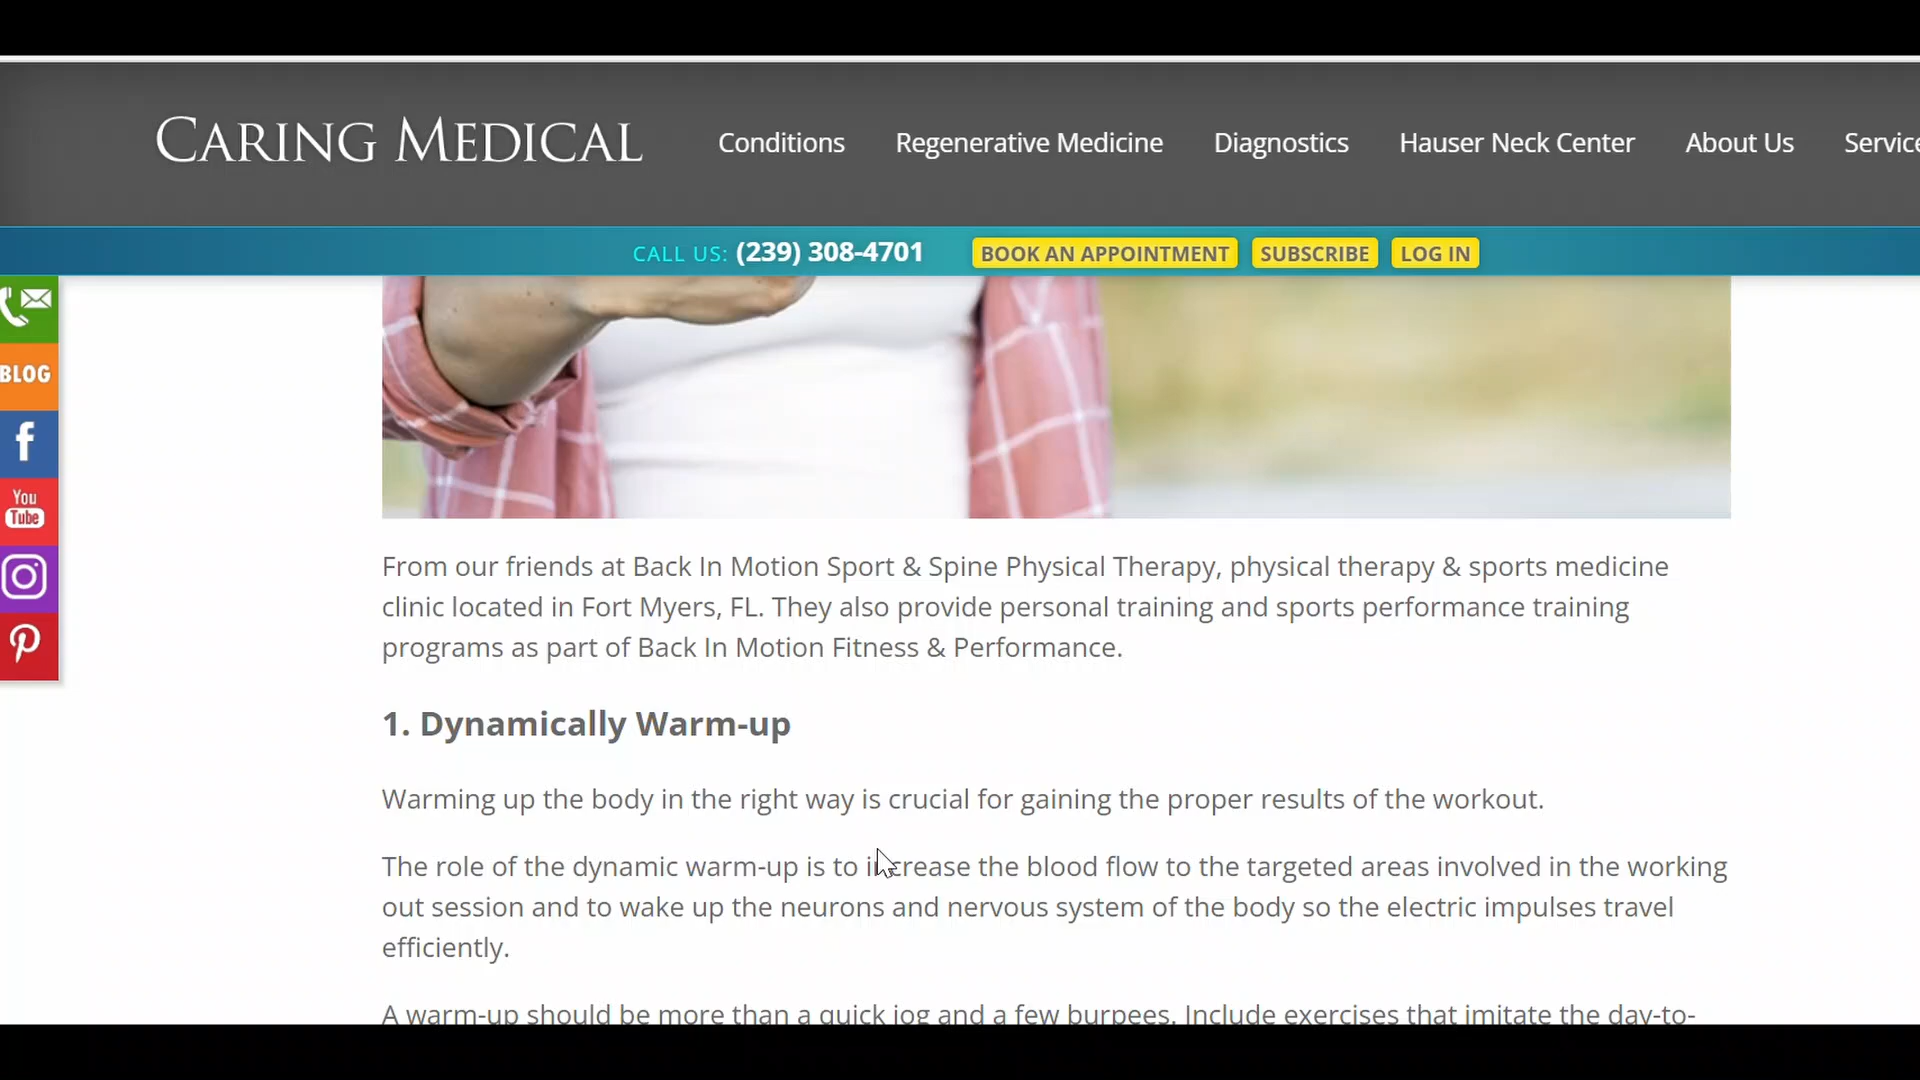 CARING MEDICAL
Conditions
Regenerative Medicine
Diagnostics
Hauser Neck Center
About Us
Service
CALL US: (239) 308-4701
BOOK AN APPOINTMENT
SUBSCRIBE
LOG IN
BLOG
f
You
Tube
From our friends at Back In Motion Sport & Spine Physical Therapy, physical therapy & sports medicine
clinic located in Fort Myers, FL. They also provide personal training and sports performance training
programs as part of Back In Motion Fitness & Performance.
1. Dynamically Warm-up
Warming up the body in the right way is crucial for gaining the proper results of the workout.
The role of the dynamic warm-up is to increase the blood flow to the targeted areas involved in the working
out session and to wake up the neurons and nervous system of the body so the electric impulses travel
efficiently.
A warm-up should be more than a quick jog and a few burpees. Include exercises that imitate the day-to-